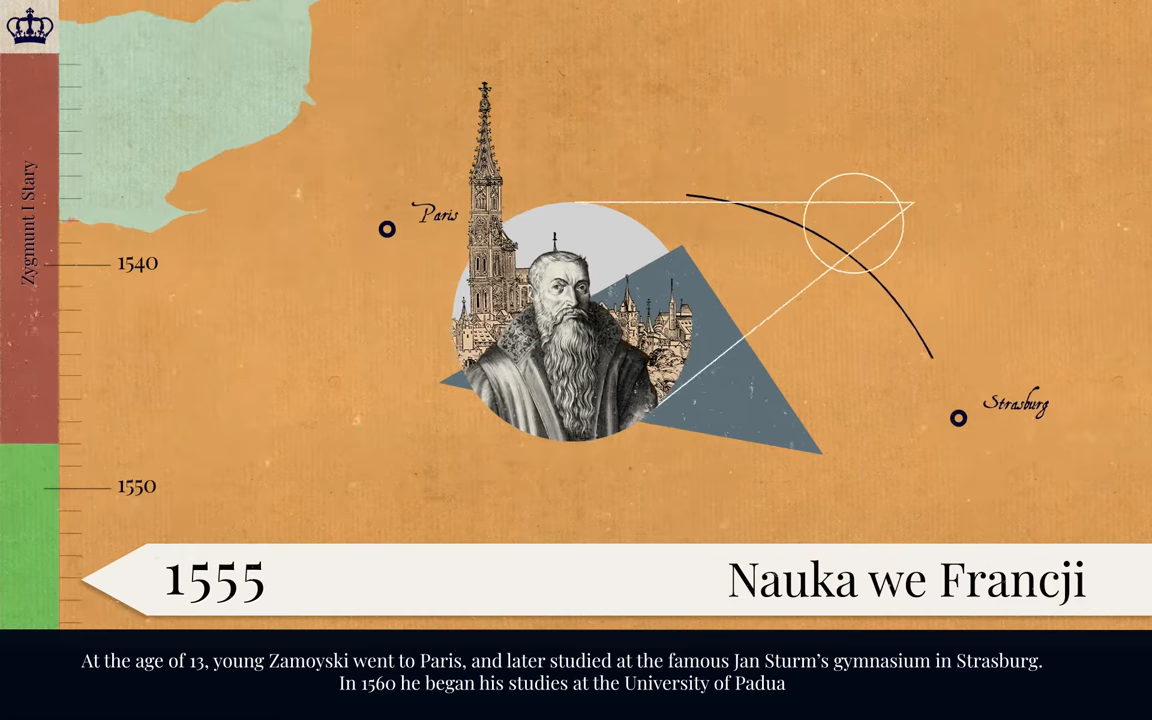 Zygmunt I Stary
Paris
1540
Strasburg
1550
1555
Nauka we Francji
At the age of 13, young Zamoyski went to Paris, and later studied at the famous Jan Sturm’s gymnasium in Strasburg.
In 1560 he began his studies at the University of Padua